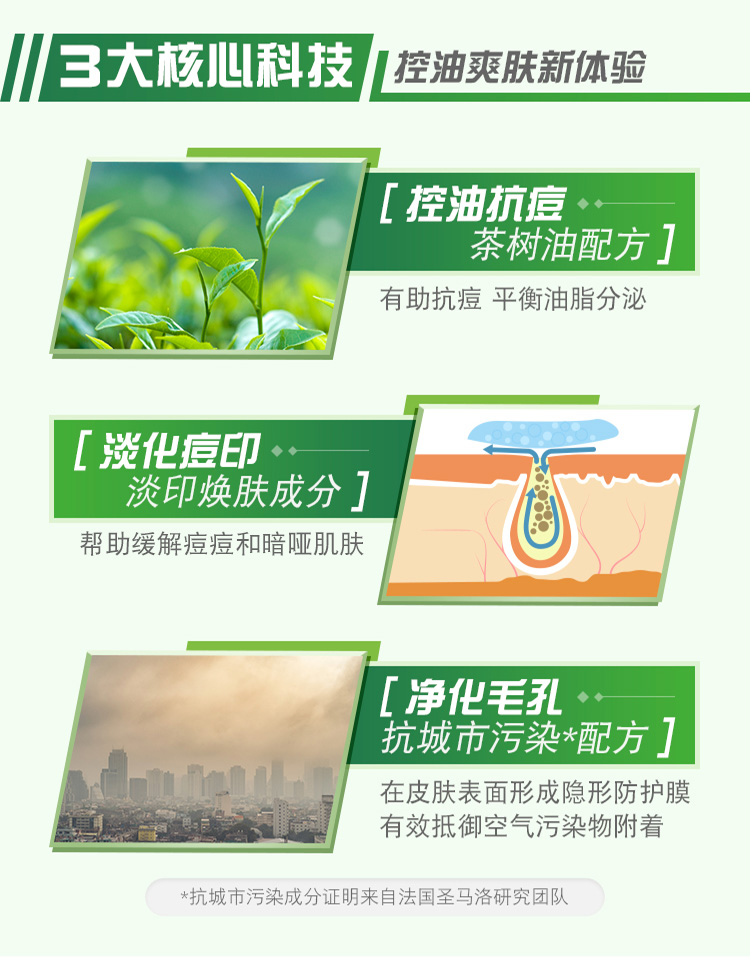 3大核心科技
控油爽肤新体验
[ 控油抗痘
茶树油配方 ]
有助抗痘 平衡油脂分泌
[ 淡化痘印
淡印焕肤成分 ]
帮助缓解痘痘和暗哑肌肤
[ 净化毛孔
抗城市污染*配方 ]
在皮肤表面形成隐形防护膜
有效抵御空气污染物附着
*抗城市污染成分证明来自法国圣马洛研究团队